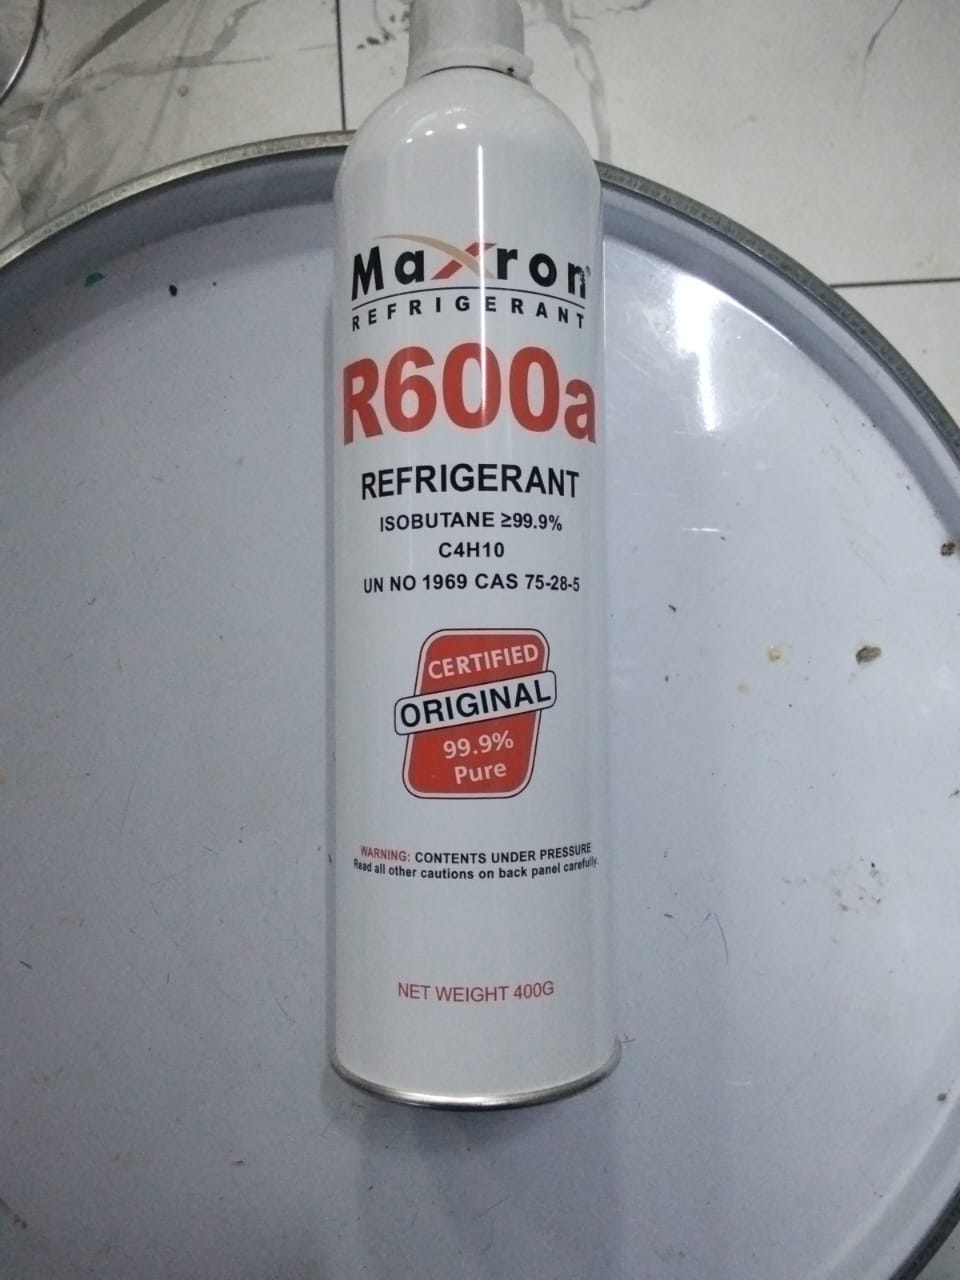 Maxron®
REFRIGERANT
R600a
REFRIGERANT
ISOBUTANE ≥99.9%
C4H10
UN NO 1969 CAS 75-28-5
CERTIFIED
ORIGINAL
99.9%
Pure
WARNING: CONTENTS UNDER PRESSURE
Read all other cautions on back panel carefully.
NET WEIGHT 400G